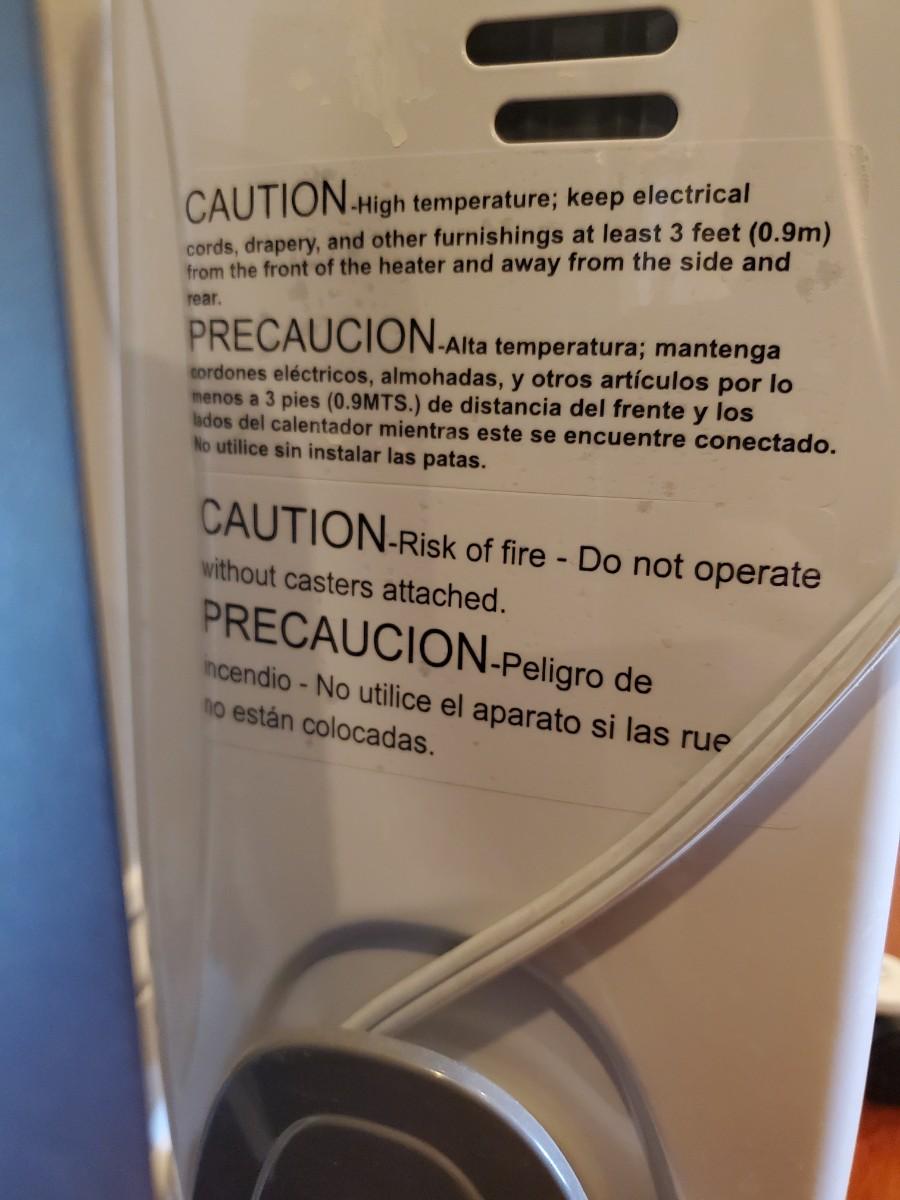 CAUTION-High temperature; keep electrical
cords, drapery, and other furnishings at least 3 feet (0.9m)
from the front of the heater and away from the side and
rear.
PRECAUCION-Alta temperatura; mantenga
cordones eléctricos, almohadas, y otros artículos por lo
menos a 3 pies (0.9MTS.) de distancia del frente y los
lados del calentador mientras este se encuentre conectado.
No utilice sin instalar las patas.
CAUTION-Risk of fire - Do not operate
without casters attached.
PRECAUCION-Peligro de
incendio - No utilice el aparato si las rue
no están colocadas.